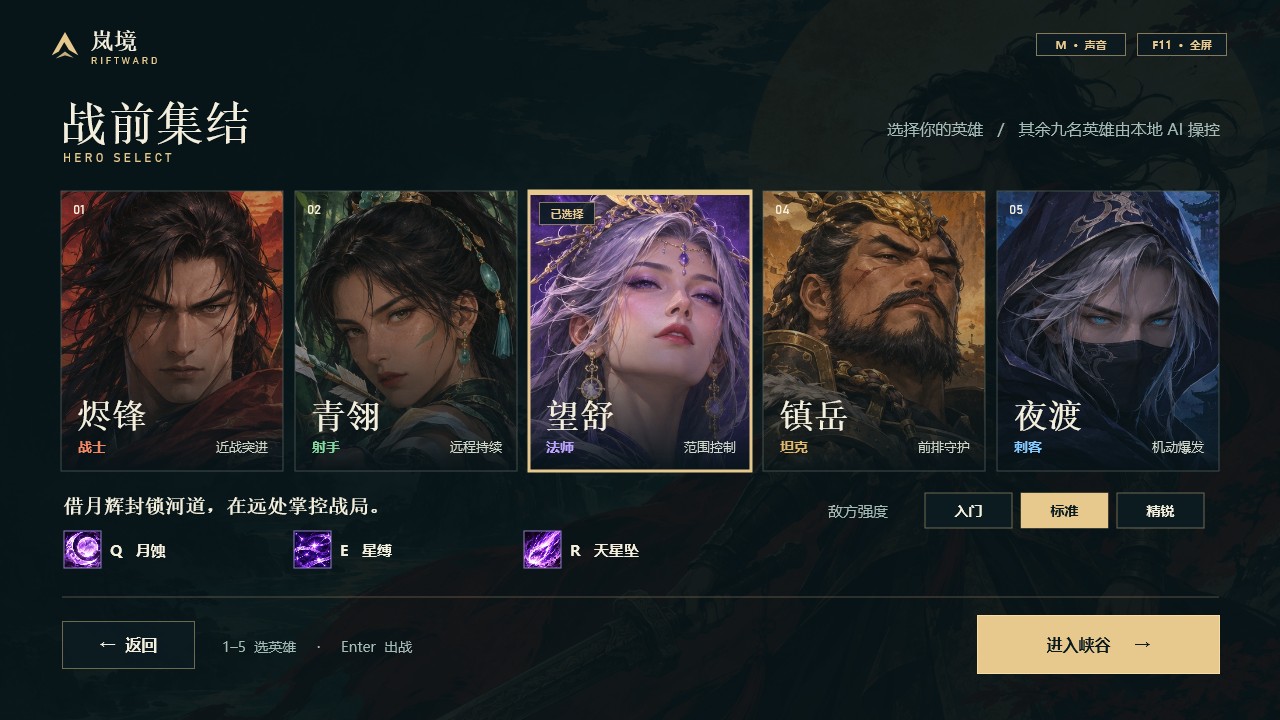 岚境
RIFTWARD
M • 声音
F11 • 全屏
战前集结
HERO SELECT
选择你的英雄 / 其余九名英雄由本地 AI 操控
01
烬锋
战士 近战突进
02
青翎
射手 远程持续
已选择
望舒
法师 范围控制
04
镇岳
坦克 前排守护
05
夜渡
刺客 机动爆发
借月辉封锁河道，在远处掌控战局。
Q 月蚀
E 星缚
R 天星坠
敌方强度
入门
标准
精锐
← 返回
1–5 选英雄 · Enter 出战
进入峡谷 →